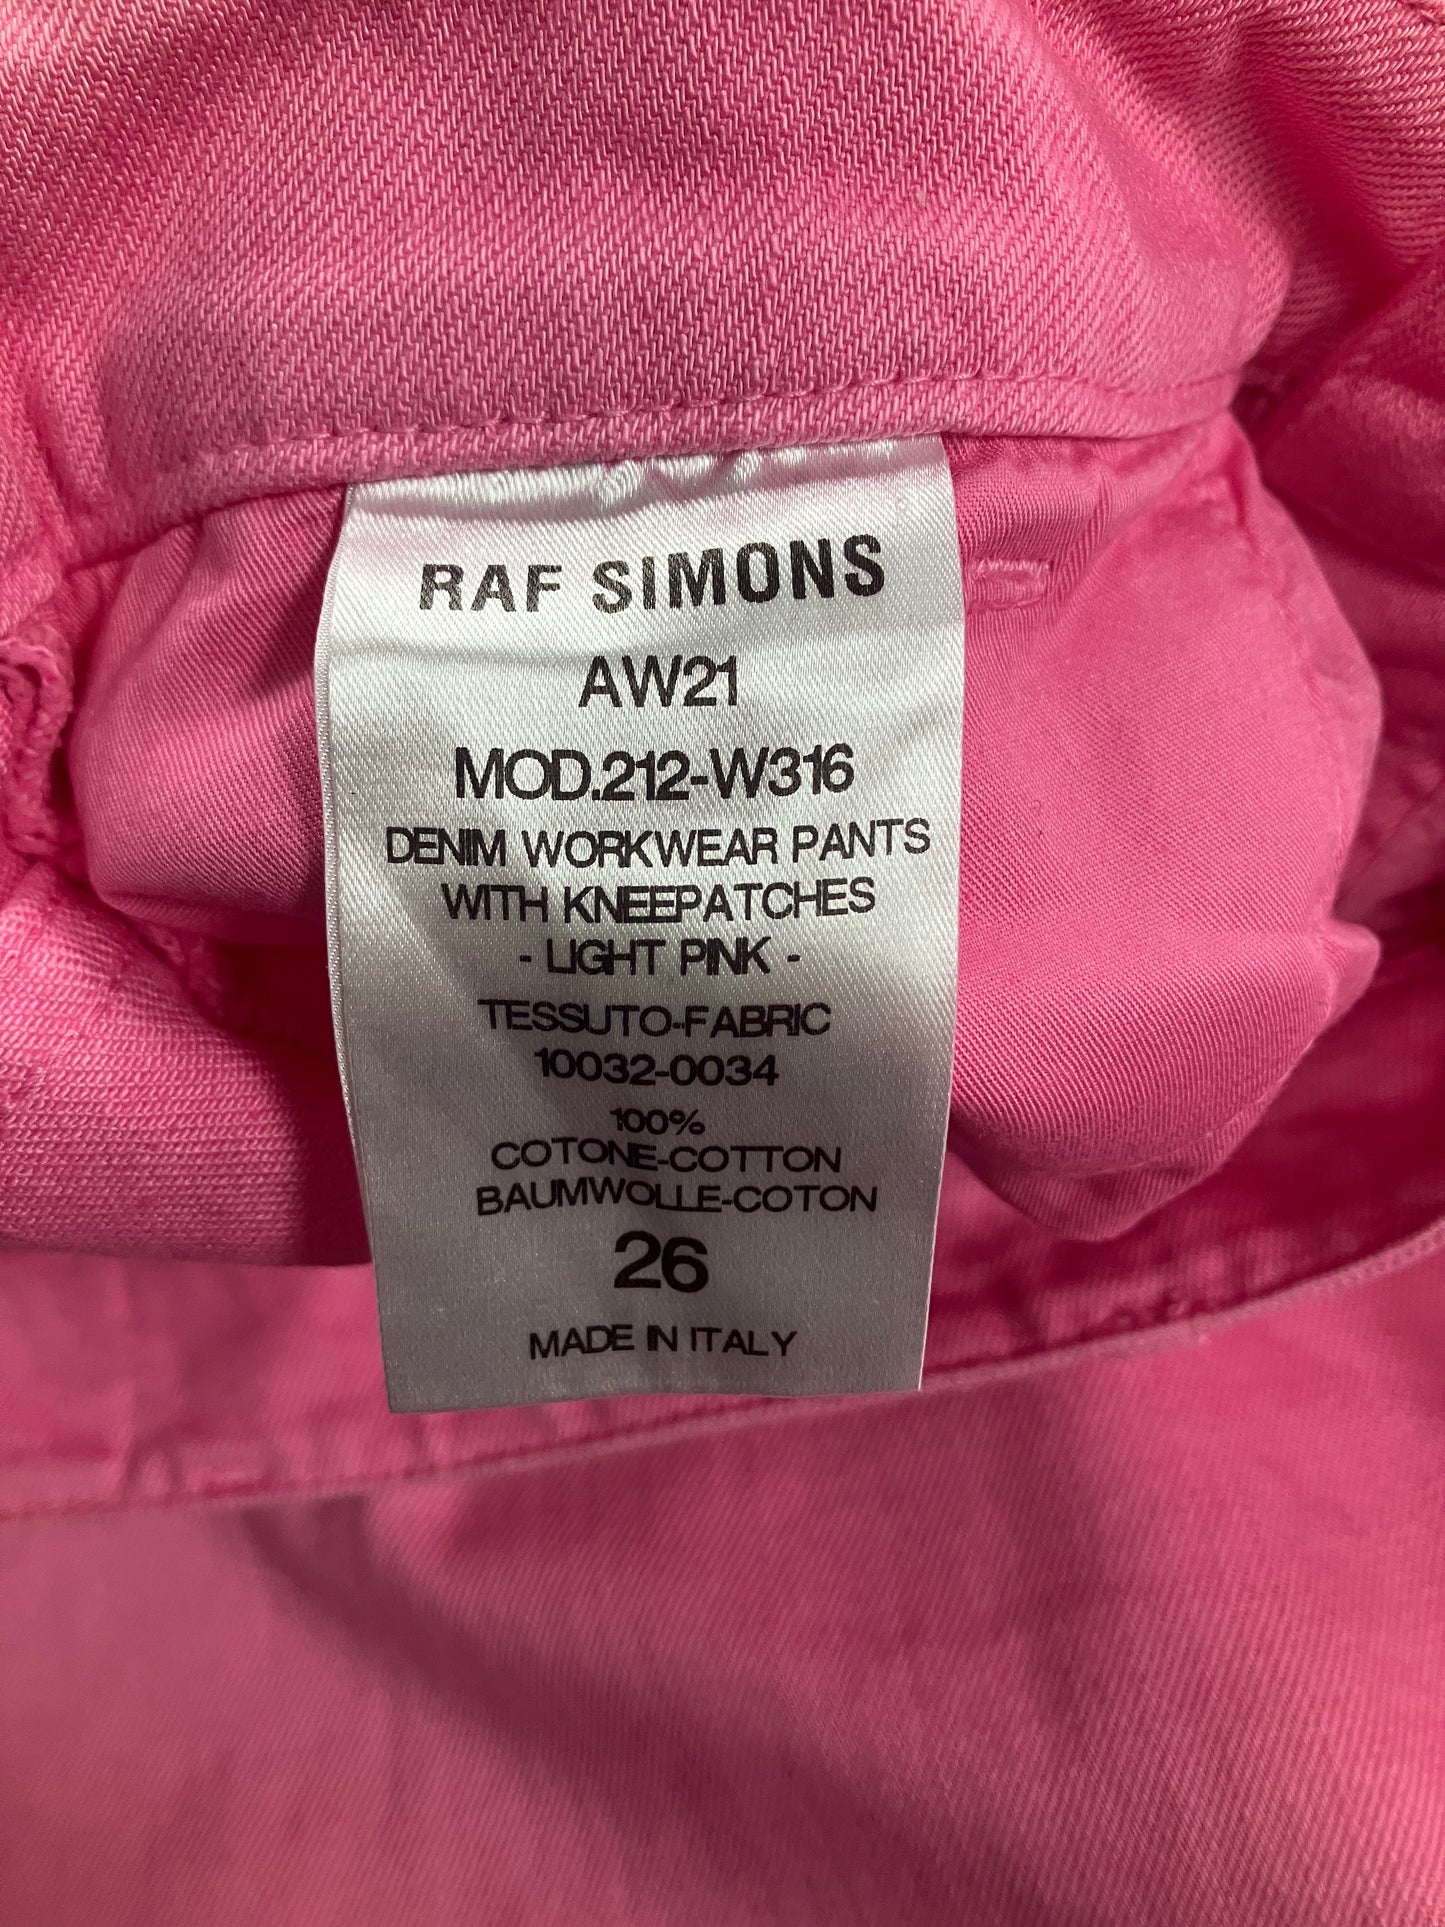 RAF SIMONS
AW21
MOD.212-W316
DENIM WORKWEAR PANTS
WITH KNEEPATCHES
- LIGHT PINK -
TESSUTO-FABRIC
10032-0034
100%
COTONE-COTTON
BAUMWOLLE-COTON
26
MADE IN ITALY